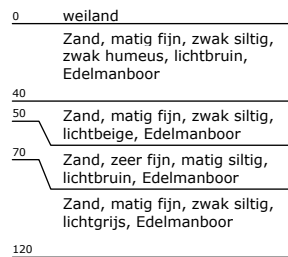 0 weiland
Zand, matig fijn, zwak siltig,
zwak humeus, lichtbruin,
Edelmanboor
40
50 Zand, matig fijn, zwak siltig,
lichtbeige, Edelmanboor
70 Zand, zeer fijn, matig siltig,
lichtbruin, Edelmanboor
Zand, matig fijn, zwak siltig,
lichtgrijs, Edelmanboor
120